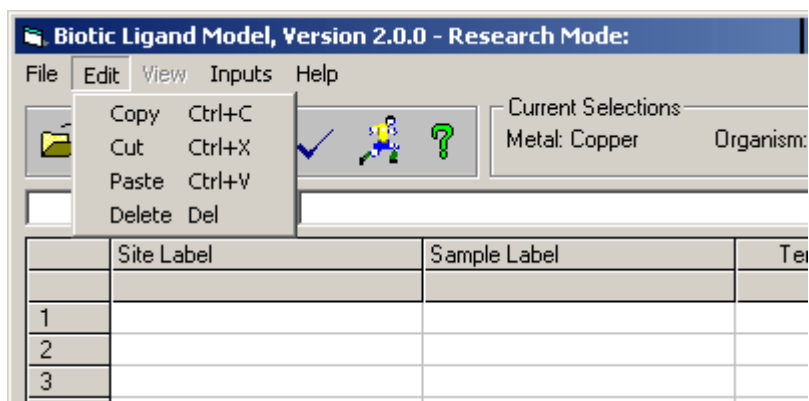 Biotic Ligand Model, Version 2.0.0 - Research Mode:
File Edit View Inputs Help
Copy Ctrl+C
Cut Ctrl+X
Paste Ctrl+V
Delete Del
?
Current Selections
Metal: Copper Organism:
Site Label Sample Label
1
2
3